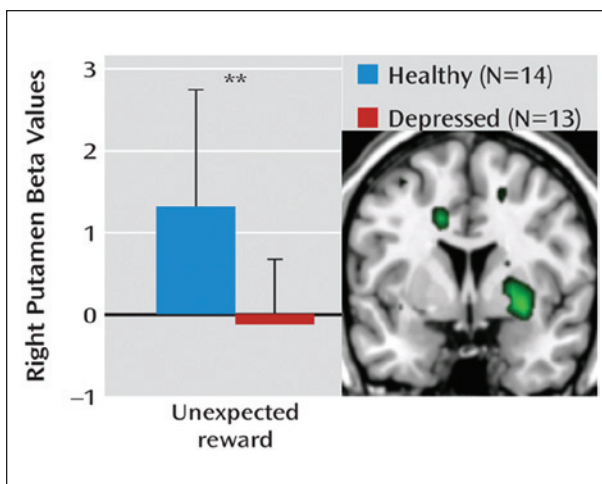 Right Putamen Beta Values
3
2
1
0
–1
**
Healthy (N=14)
Depressed (N=13)
Unexpected
reward